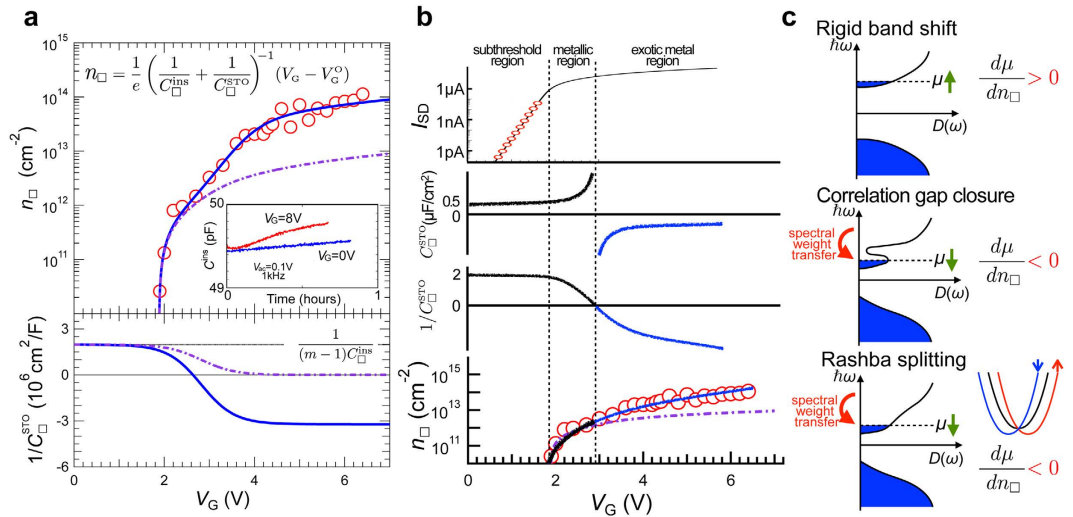 a
n□ = 1/e (1/C□^ins + 1/C□^STO)^-1 (V_G − V_G^O)
10^15
10^14
10^13
10^12
10^11
n□ (cm^-2)
50
49
C^ins (pF)
V_G=8V
V_G=0V
V_ac=0.1V
1kHz
0
1
Time (hours)
3
0
-3
-6
1/C□^STO (10^6 cm^2/F)
1/((m−1)C□^ins)
0
2
4
6
V_G (V)
b
subthreshold region
metallic region
exotic metal region
1μA
1nA
1pA
I_SD
0.5
0
C□^STO (μF/cm^2)
2
0
1/C□^STO
10^15
10^13
10^11
n□ (cm^-2)
0
2
4
6
V_G (V)
c
Rigid band shift
ħω
μ
D(ω)
dμ/dn□ > 0
Correlation gap closure
ħω
spectral
weight
transfer
μ
D(ω)
dμ/dn□ < 0
Rashba splitting
ħω
spectral
weight
transfer
μ
D(ω)
dμ/dn□ < 0